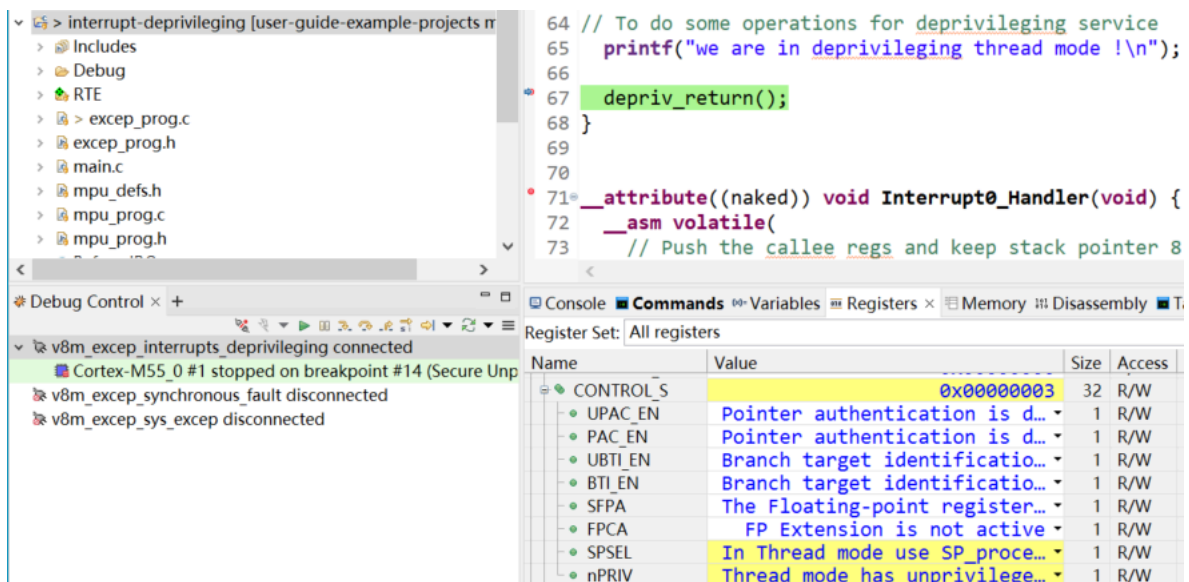 > interrupt-deprivileging [user-guide-example-projects m
Includes
Debug
RTE
> excep_prog.c
excep_prog.h
main.c
mpu_defs.h
mpu_prog.c
mpu_prog.h
64 // To do some operations for deprivileging service
65 printf("we are in deprivileging thread mode !\n");
66
67 depriv_return();
68 }
69
70
71 __attribute((naked)) void Interrupt0_Handler(void) {
72 __asm volatile(
73 // Push the callee regs and keep stack pointer 8
Debug Control
v8m_excep_interrupts_deprivileging connected
Cortex-M55_0 #1 stopped on breakpoint #14 (Secure Unp
v8m_excep_synchronous_fault disconnected
v8m_excep_sys_excep disconnected
Console Commands Variables Registers Memory Disassembly Ta
Register Set: All registers
Name Value Size Access
CONTROL_S 0x00000003 32 R/W
UPAC_EN Pointer authentication is d… 1 R/W
PAC_EN Pointer authentication is d… 1 R/W
UBTI_EN Branch target identificatio… 1 R/W
BTI_EN Branch target identificatio… 1 R/W
SFPA The Floating-point register… 1 R/W
FPCA FP Extension is not active 1 R/W
SPSEL In Thread mode use SP_proce… 1 R/W
nPRIV Thread mode has unprivilege… 1 R/W